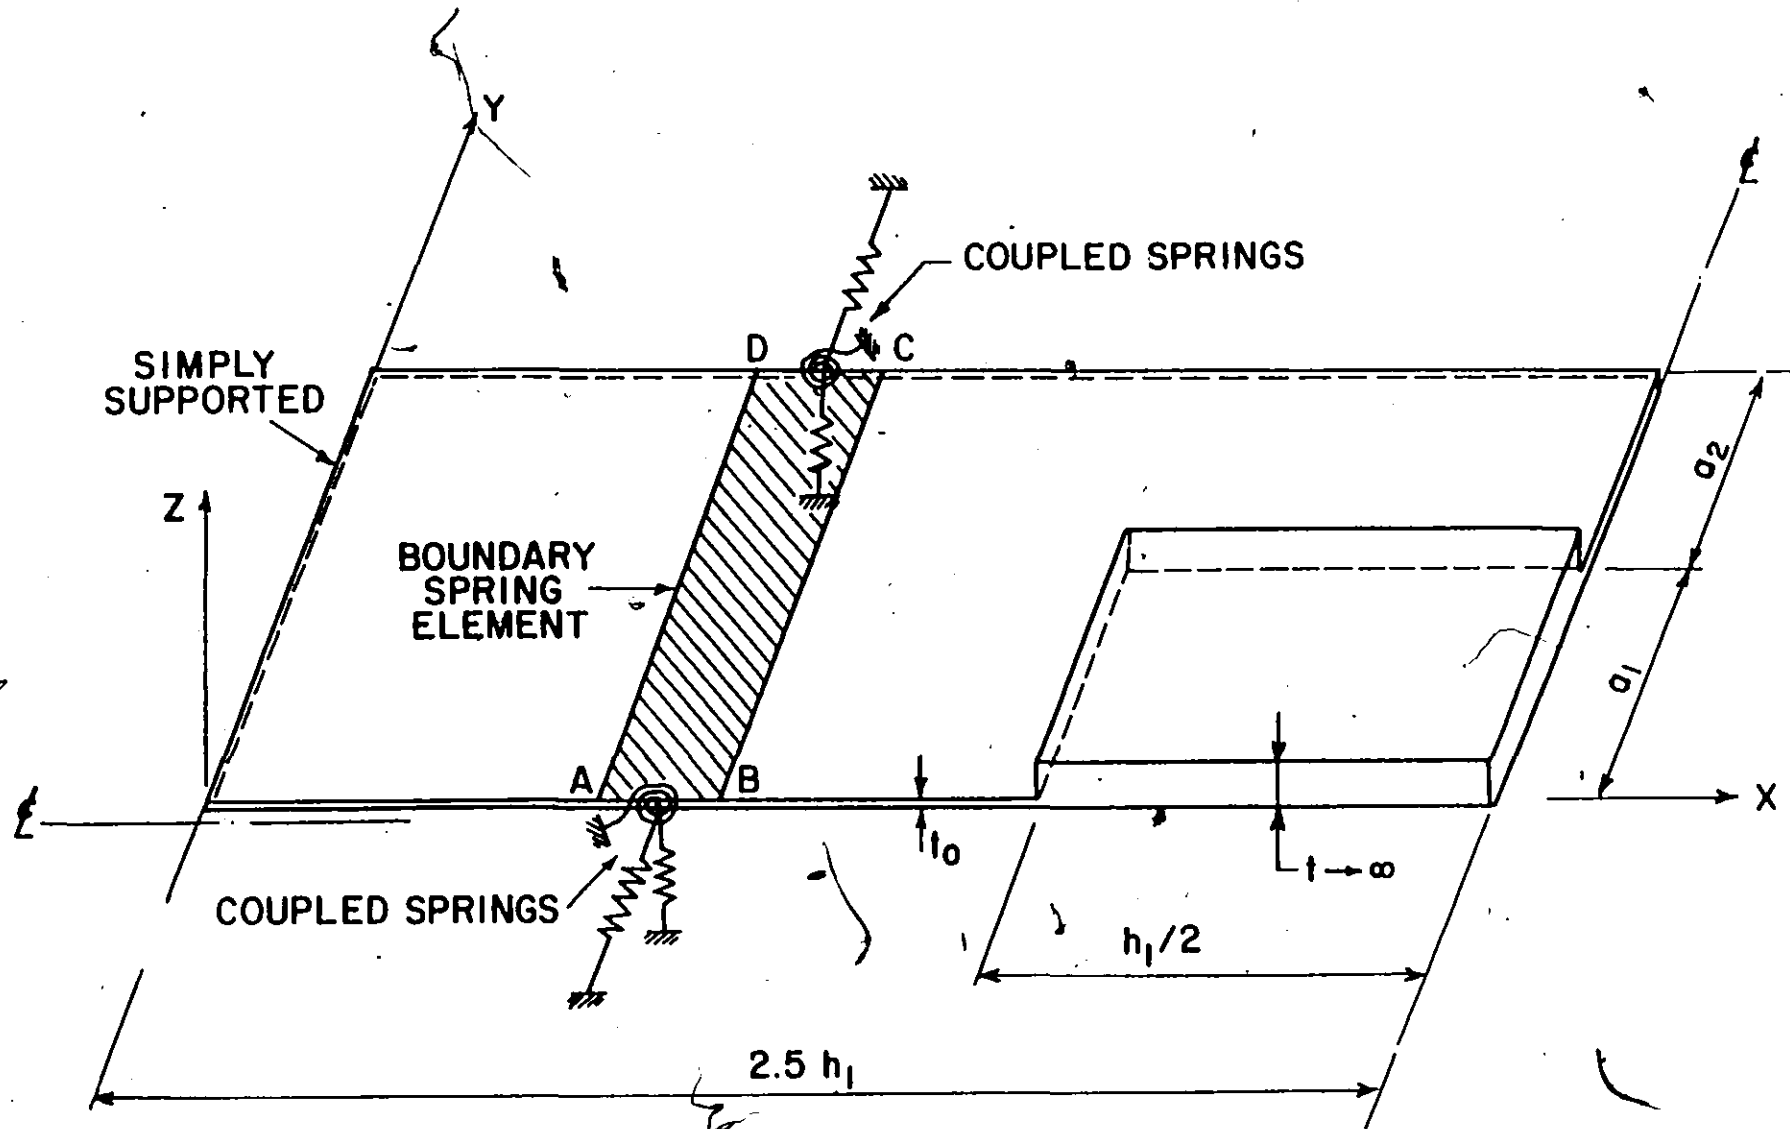 Y
℄
COUPLED SPRINGS
D
C
SIMPLY
SUPPORTED
Z
a2
BOUNDARY
SPRING
ELEMENT
a1
A
B
X
℄
t0
t → ∞
COUPLED SPRINGS
h1/2
2.5 h1